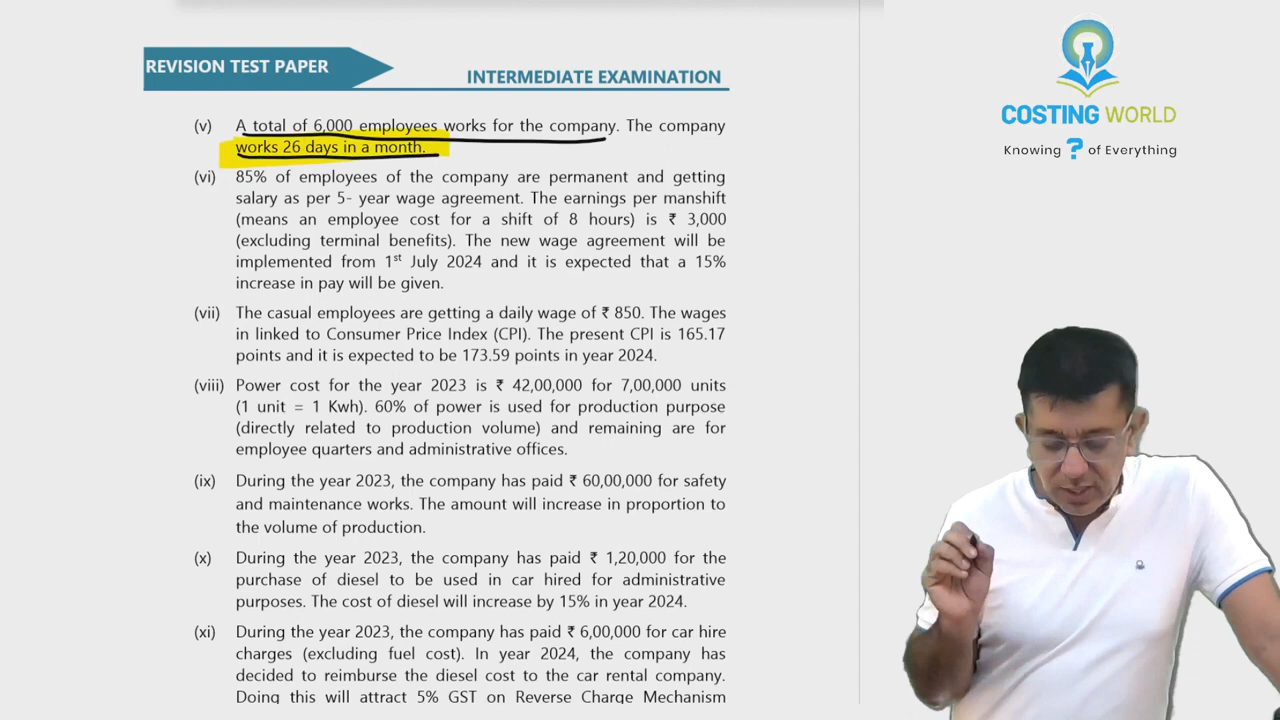 REVISION TEST PAPER
INTERMEDIATE EXAMINATION
(v) A total of 6,000 employees works for the company. The company
works 26 days in a month.
(vi) 85% of employees of the company are permanent and getting
salary as per 5- year wage agreement. The earnings per manshift
(means an employee cost for a shift of 8 hours) is ₹ 3,000
(excluding terminal benefits). The new wage agreement will be
implemented from 1st July 2024 and it is expected that a 15%
increase in pay will be given.
(vii) The casual employees are getting a daily wage of ₹ 850. The wages
in linked to Consumer Price Index (CPI). The present CPI is 165.17
points and it is expected to be 173.59 points in year 2024.
(viii) Power cost for the year 2023 is ₹ 42,00,000 for 7,00,000 units
(1 unit = 1 Kwh). 60% of power is used for production purpose
(directly related to production volume) and remaining are for
employee quarters and administrative offices.
(ix) During the year 2023, the company has paid ₹ 60,00,000 for safety
and maintenance works. The amount will increase in proportion to
the volume of production.
(x) During the year 2023, the company has paid ₹ 1,20,000 for the
purchase of diesel to be used in car hired for administrative
purposes. The cost of diesel will increase by 15% in year 2024.
(xi) During the year 2023, the company has paid ₹ 6,00,000 for car hire
charges (excluding fuel cost). In year 2024, the company has
decided to reimburse the diesel cost to the car rental company.
Doing this will attract 5% GST on Reverse Charge Mechanism
COSTING WORLD
Knowing ? of Everything